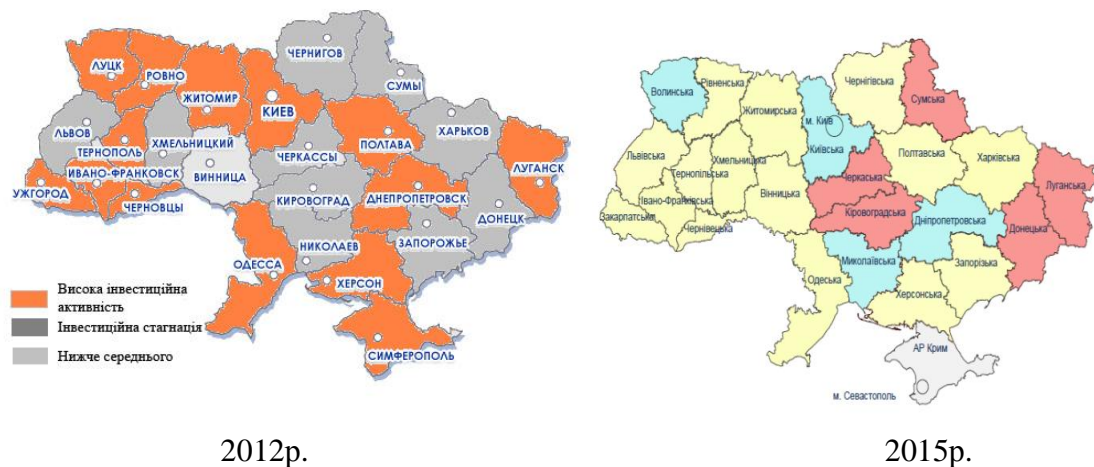 ЧЕРНИГОВ
ЛУЦК
РОВНО
СУМЫ
ЖИТОМИР
КИЕВ
ЛЬВОВ
ХМЕЛЬНИЦКИЙ
ХАРЬКОВ
ТЕРНОПОЛЬ
ЧЕРКАССЫ
ПОЛТАВА
ИВАНО-ФРАНКОВСК
ВИННИЦА
ЛУГАНСК
УЖГОРОД
ЧЕРНОВЦЫ
КИРОВОГРАД
ДНЕПРОПЕТРОВСК
ДОНЕЦК
НИКОЛАЕВ
ЗАПОРОЖЬЕ
ОДЕССА
ХЕРСОН
СИМФЕРОПОЛЬ
Висока інвестиційна
активність
Інвестиційна стагнація
Нижче середнього
2012р.
Чернігівська
Волинська
Рівненська
Сумська
Житомирська
м. Київ
Київська
Львівська
Хмельницька
Полтавська
Харківська
Тернопільська
Черкаська
Луганська
Вінницька
Івано-Франківська
Закарпатська
Чернівецька
Кіровоградська
Дніпропетровська
Донецька
Миколаївська
Запорізька
Одеська
Херсонська
АР Крим
м. Севастополь
2015р.